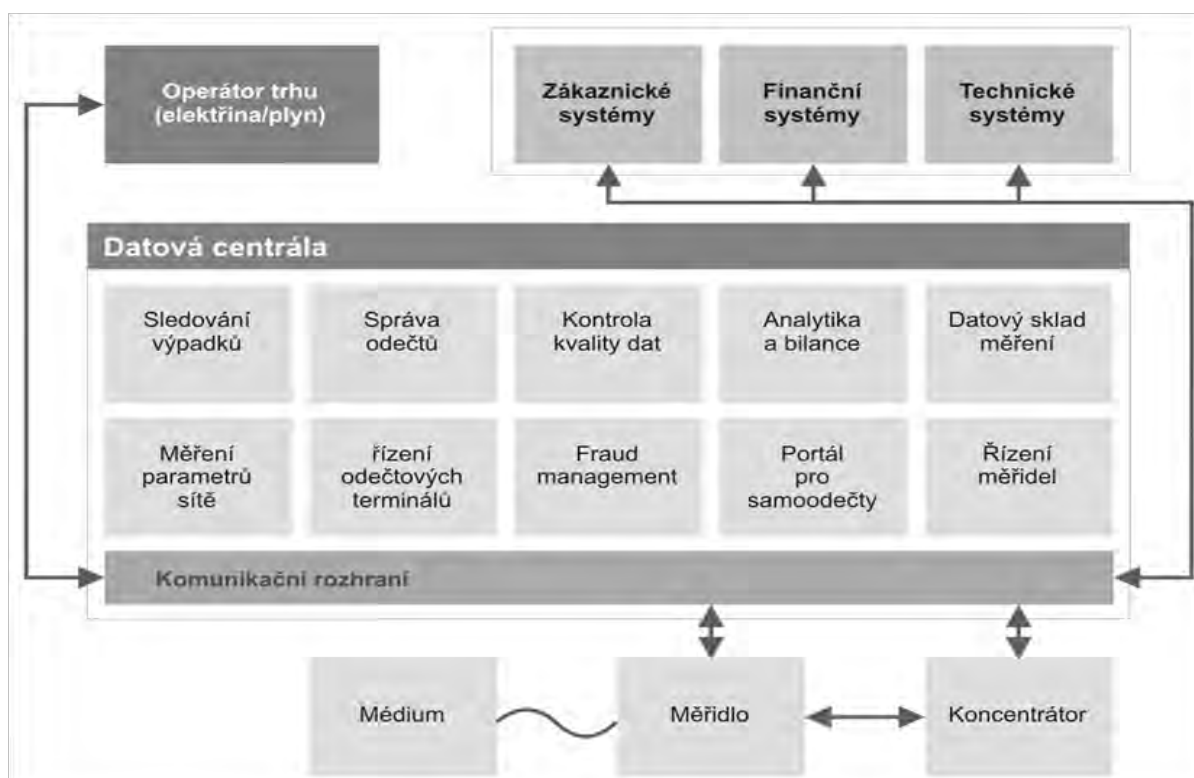 Operátor trhu
(elektřina/plyn)
Zákaznické
systémy
Finanční
systémy
Technické
systémy
Datová centrála
Sledování
výpadků
Správa
odečtů
Kontrola
kvality dat
Analytika
a bilance
Datový sklad
měření
Měření
parametrů
sítě
řízení
odečtových
terminálů
Fraud
management
Portál
pro
samoodečty
Řízení
měřidel
Komunikační rozhraní
Médium
Měřidlo
Koncentrátor